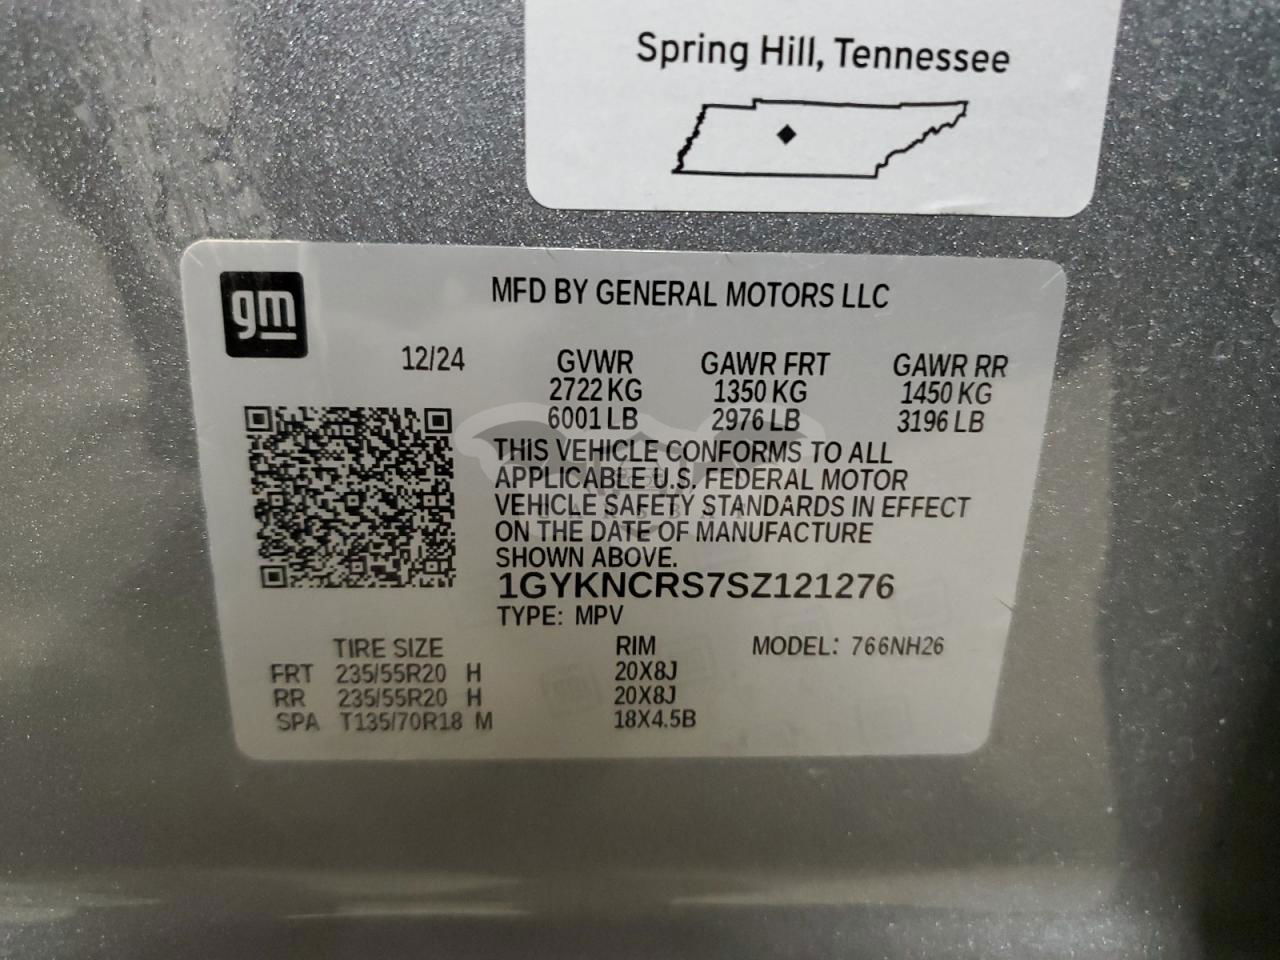 Spring Hill, Tennessee
gm
MFD BY GENERAL MOTORS LLC
12/24 GVWR GAWR FRT GAWR RR
2722 KG 1350 KG 1450 KG
6001 LB 2976 LB 3196 LB
THIS VEHICLE CONFORMS TO ALL
APPLICABLE U.S. FEDERAL MOTOR
VEHICLE SAFETY STANDARDS IN EFFECT
ON THE DATE OF MANUFACTURE
SHOWN ABOVE.
1GYKNCRS7SZ121276
TYPE: MPV
TIRE SIZE RIM MODEL: 766NH26
FRT 235/55R20 H 20X8J
RR 235/55R20 H 20X8J
SPA T135/70R18 M 18X4.5B